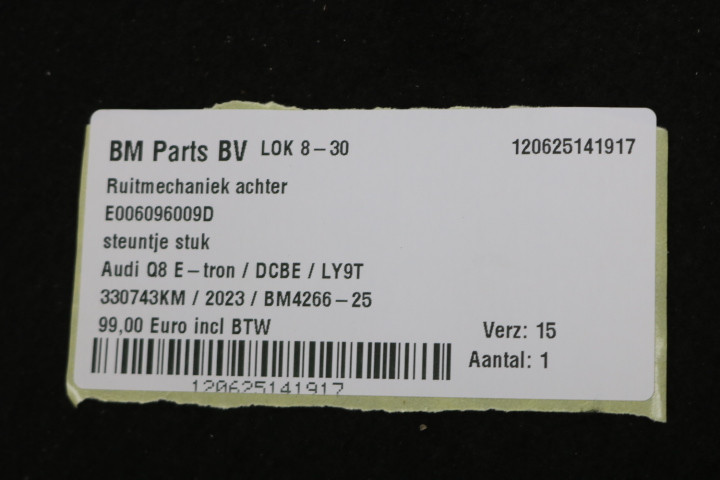 BM Parts BV LOK 8-30 120625141917
Ruitmechaniek achter
E006096009D
steuntje stuk
Audi Q8 E-tron / DCBE / LY9T
330743KM / 2023 / BM4266-25
99,00 Euro incl BTW Verz: 15
Aantal: 1
120625141917